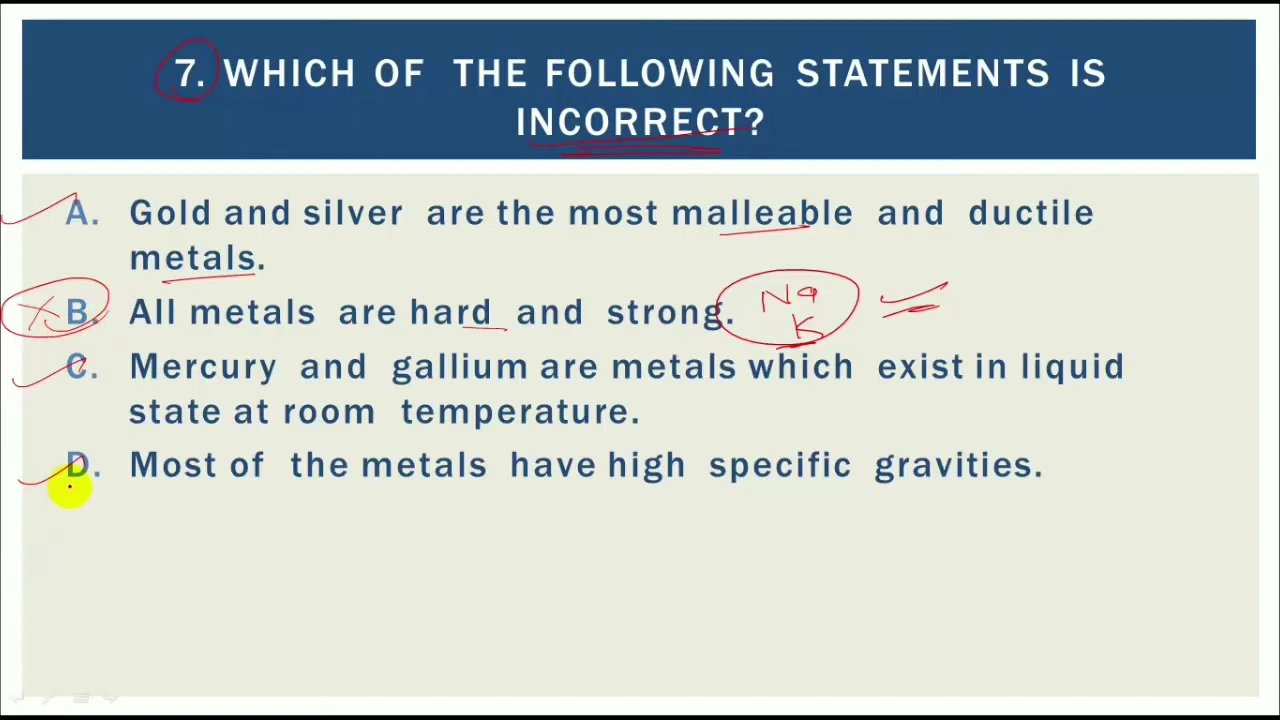 7. WHICH OF THE FOLLOWING STATEMENTS IS
INCORRECT?
A. Gold and silver are the most malleable and ductile
metals.
B. All metals are hard and strong.
Na
K
C. Mercury and gallium are metals which exist in liquid
state at room temperature.
D. Most of the metals have high specific gravities.